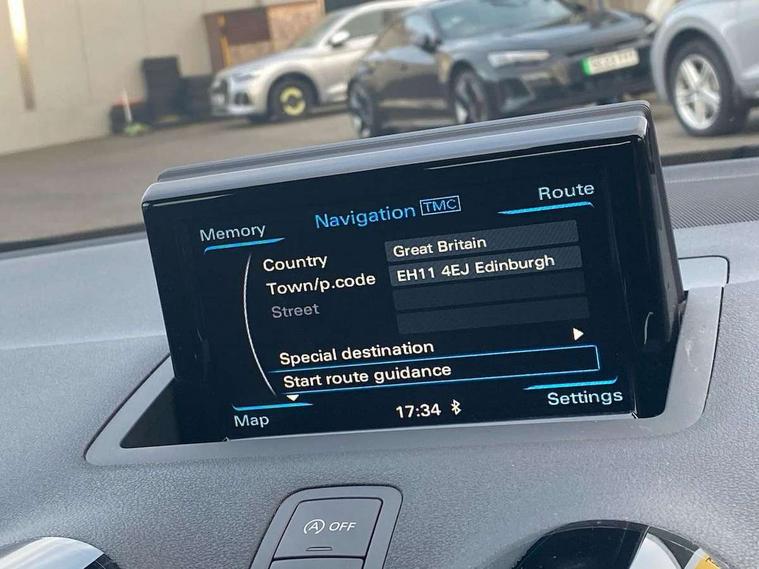 Memory
Navigation TMC
Route
Country
Great Britain
Town/p.code
EH11 4EJ Edinburgh
Street
Special destination
Start route guidance
Map
17:34
Settings
A OFF